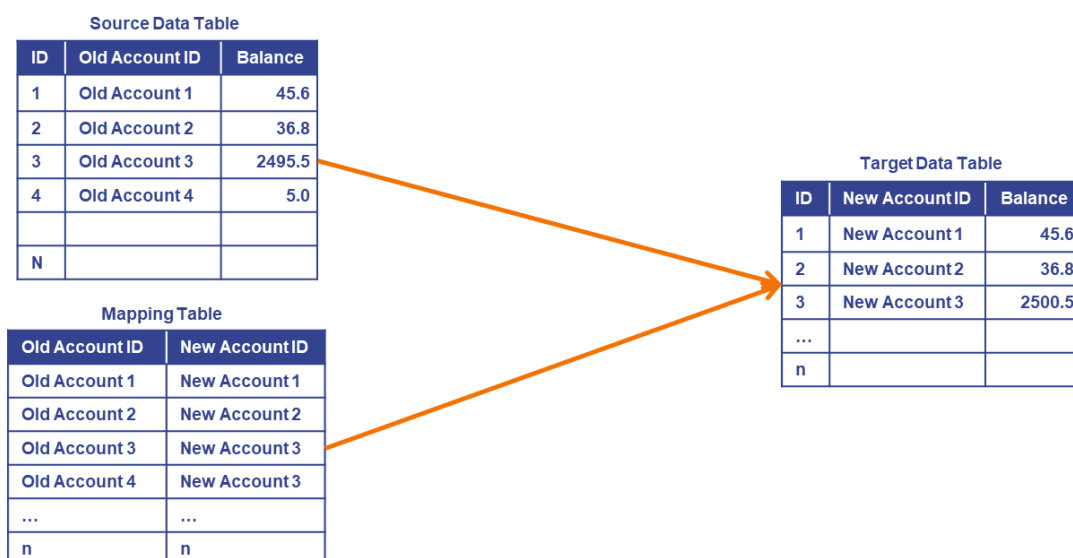 Source Data Table
ID Old Account ID Balance
1 Old Account 1 45.6
2 Old Account 2 36.8
3 Old Account 3 2495.5
4 Old Account 4 5.0
N
Mapping Table
Old Account ID New Account ID
Old Account 1 New Account 1
Old Account 2 New Account 2
Old Account 3 New Account 3
Old Account 4 New Account 3
... ...
n n
Target Data Table
ID New Account ID Balance
1 New Account 1 45.6
2 New Account 2 36.8
3 New Account 3 2500.5
...
n